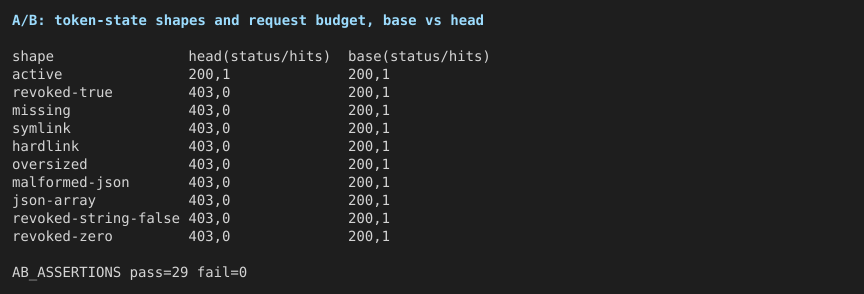 A/B: token-state shapes and request budget, base vs head
shape head(status/hits) base(status/hits)
active 200,1 200,1
revoked-true 403,0 200,1
missing 403,0 200,1
symlink 403,0 200,1
hardlink 403,0 200,1
oversized 403,0 200,1
malformed-json 403,0 200,1
json-array 403,0 200,1
revoked-string-false 403,0 200,1
revoked-zero 403,0 200,1
AB_ASSERTIONS pass=29 fail=0